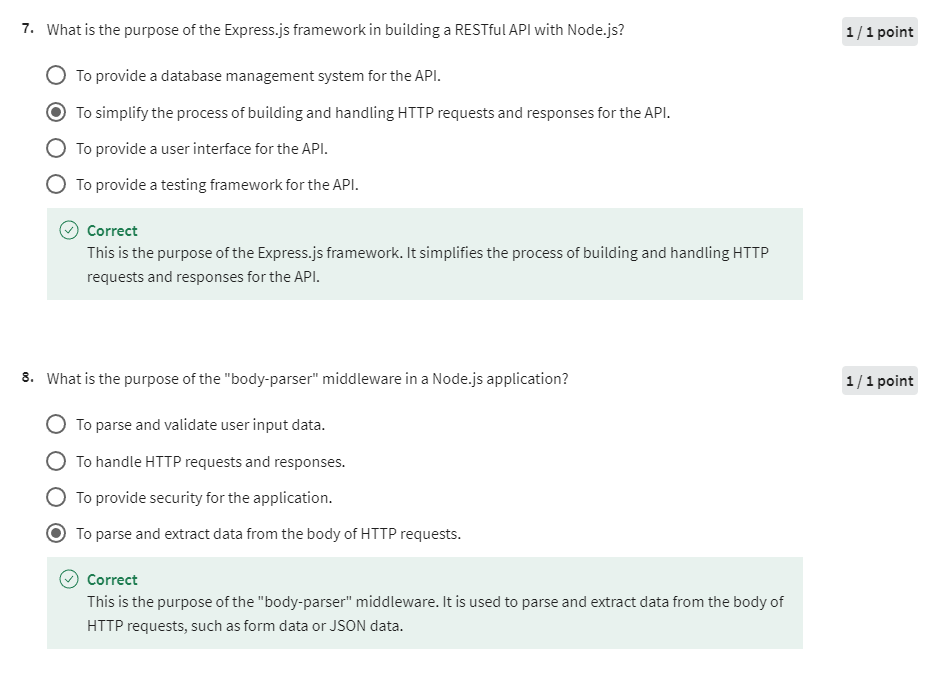 7. What is the purpose of the Express.js framework in building a RESTful API with Node.js?
1 / 1 point
To provide a database management system for the API.
To simplify the process of building and handling HTTP requests and responses for the API.
To provide a user interface for the API.
To provide a testing framework for the API.
Correct
This is the purpose of the Express.js framework. It simplifies the process of building and handling HTTP
requests and responses for the API.
8. What is the purpose of the "body-parser" middleware in a Node.js application?
1 / 1 point
To parse and validate user input data.
To handle HTTP requests and responses.
To provide security for the application.
To parse and extract data from the body of HTTP requests.
Correct
This is the purpose of the "body-parser" middleware. It is used to parse and extract data from the body of
HTTP requests, such as form data or JSON data.